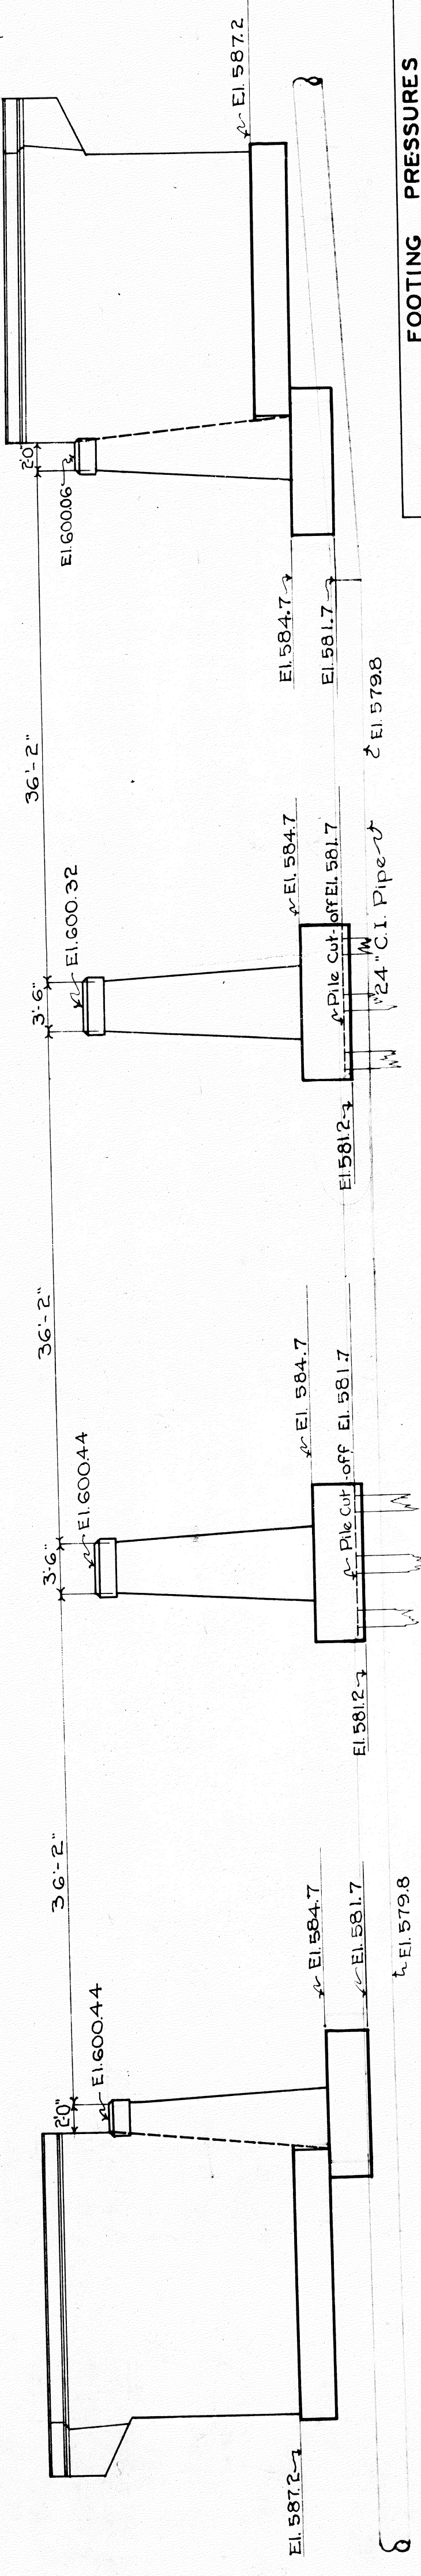 2'-0"
El.600.44
36'-2"
3'-6"
El.600.44
36'-2"
3'-6"
El.600.32
36'-2"
2'-0"
El.600.06
El.587.2
El.584.7
El.581.7
El.579.8
El.581.2
Pile Cut-off El. 581.7
El. 584.7
El.581.2
Pile Cut-off El. 581.7
El.584.7
24" C.I. Pipe
El.579.8
El.581.7
El.584.7
El.587.2
FOOTING PRESSURES